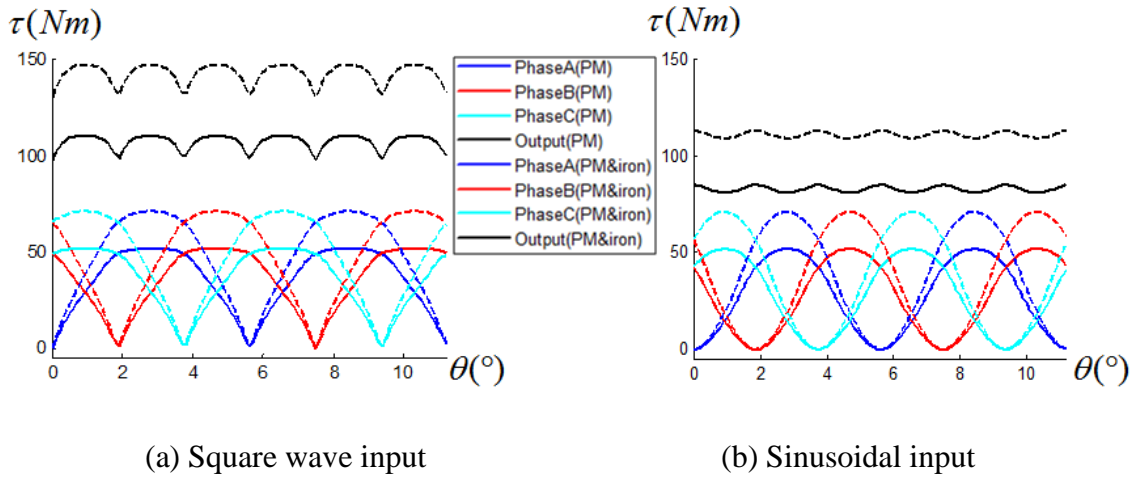 τ(Nm)
150
100
50
0
0 2 4 6 8 10
θ(°)
PhaseA(PM)
PhaseB(PM)
PhaseC(PM)
Output(PM)
PhaseA(PM&iron)
PhaseB(PM&iron)
PhaseC(PM&iron)
Output(PM&iron)
τ(Nm)
150
100
50
0
0 2 4 6 8 10
θ(°)
(a) Square wave input
(b) Sinusoidal input